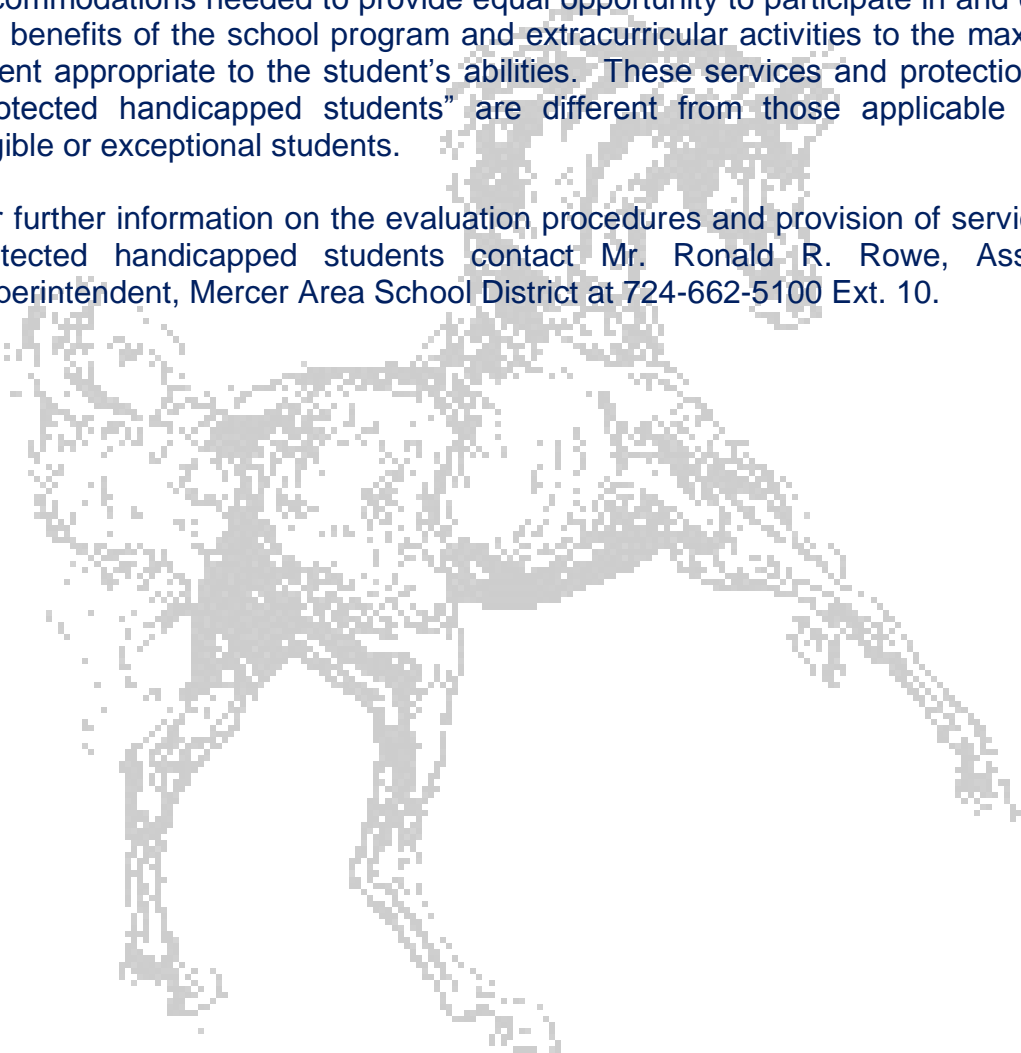 commodations needed to provide equal opportunity to participate in and
benefits of the school program and extracurricular activities to the max
ent appropriate to the student’s abilities. These services and protectio
otected handicapped students” are different from those applicable
gible or exceptional students.
r further information on the evaluation procedures and provision of servic
tected handicapped students contact Mr. Ronald R. Rowe, Ass
perintendent, Mercer Area School District at 724-662-5100 Ext. 10.